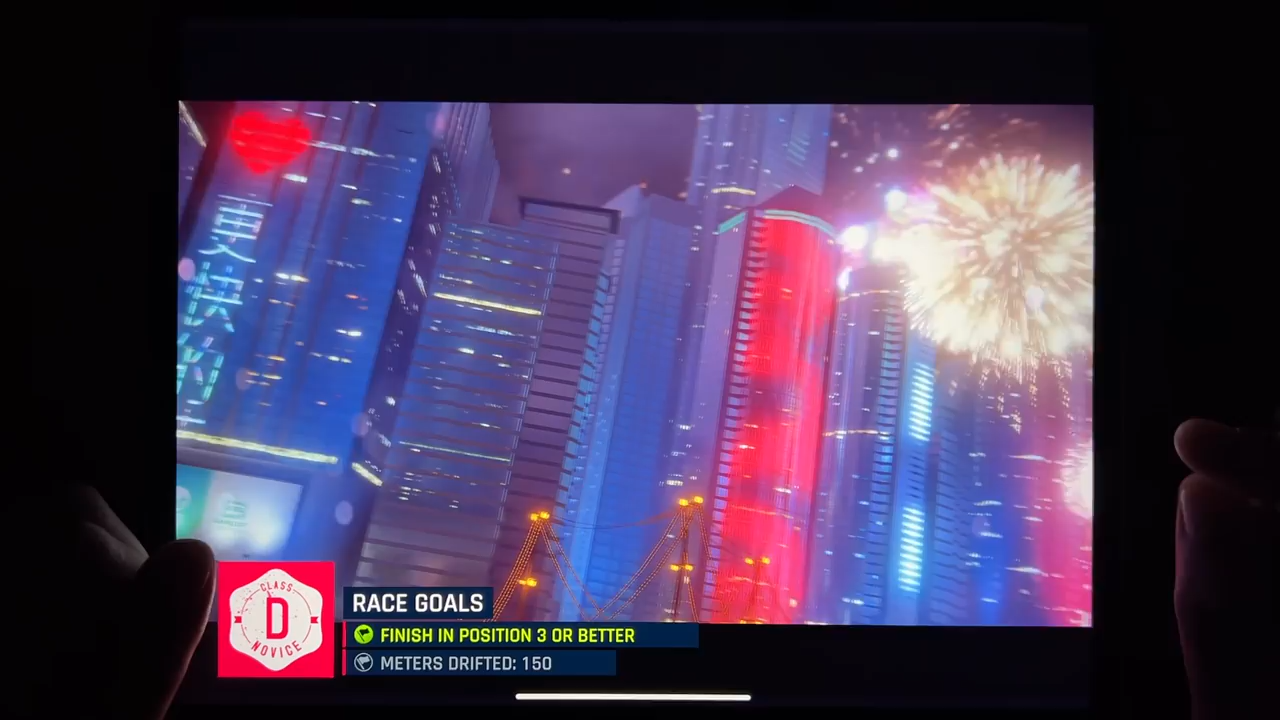 CLASS
D
NOVICE
RACE GOALS
FINISH IN POSITION 3 OR BETTER
METERS DRIFTED: 150